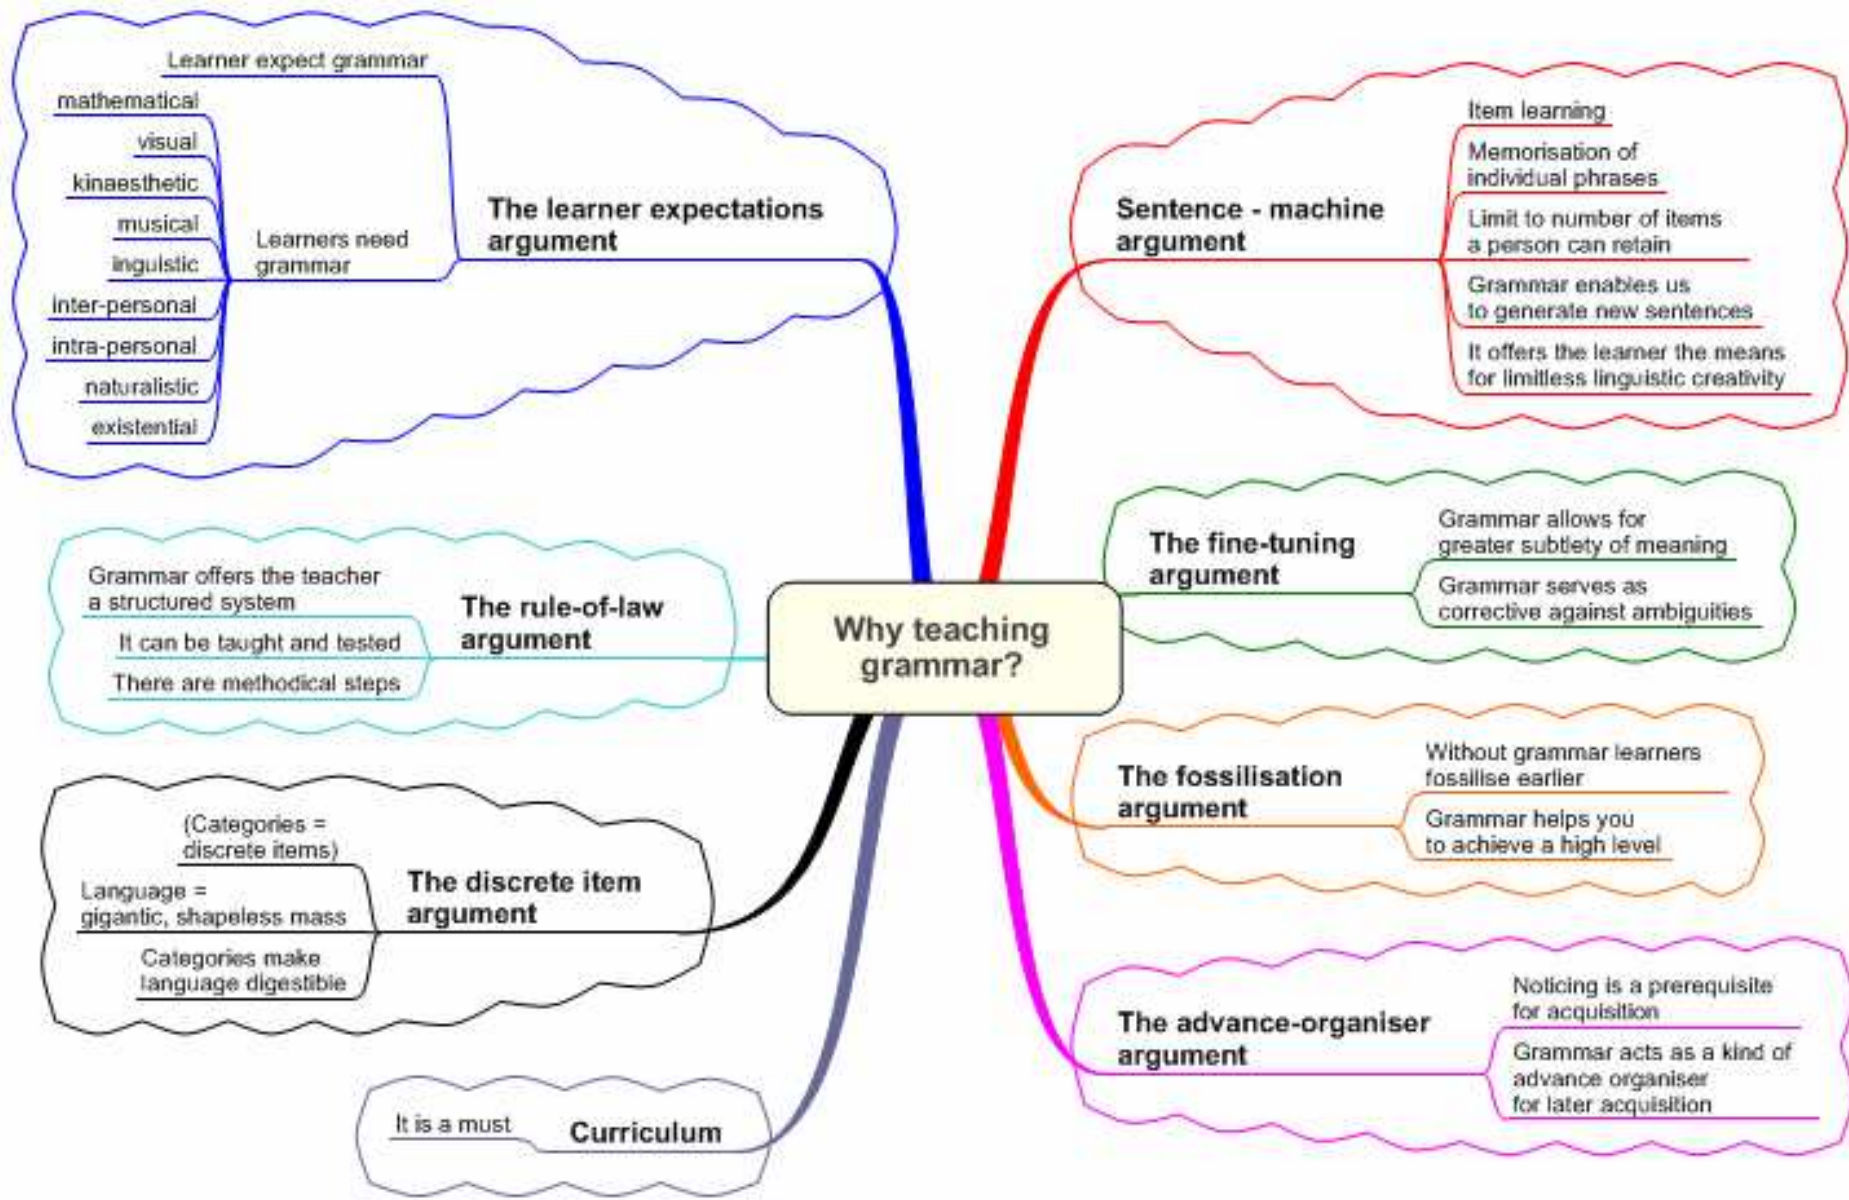 Why teaching
grammar?
Sentence - machine
argument
Item learning
Memorisation of
individual phrases
Limit to number of items
a person can retain
Grammar enables us
to generate new sentences
It offers the learner the means
for limitless linguistic creativity
The fine-tuning
argument
Grammar allows for
greater subtlety of meaning
Grammar serves as
corrective against ambiguities
The fossilisation
argument
Without grammar learners
fossilise earlier
Grammar helps you
to achieve a high level
The advance-organiser
argument
Noticing is a prerequisite
for acquisition
Grammar acts as a kind of
advance organiser
for later acquisition
The learner expectations
argument
Learner expect grammar
Learners need
grammar
mathematical
visual
kinaesthetic
musical
inguistic
inter-personal
intra-personal
naturalistic
existential
The rule-of-law
argument
Grammar offers the teacher
a structured system
It can be taught and tested
There are methodical steps
The discrete item
argument
(Categories =
discrete items)
Language =
gigantic, shapeless mass
Categories make
language digestible
Curriculum
It is a must